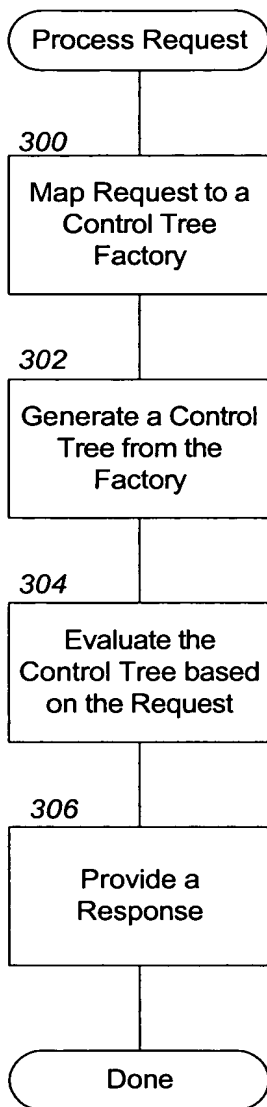 Process Request
300
Map Request to a
Control Tree
Factory
302
Generate a Control
Tree from the
Factory
304
Evaluate the
Control Tree based
on the Request
306
Provide a
Response
Done